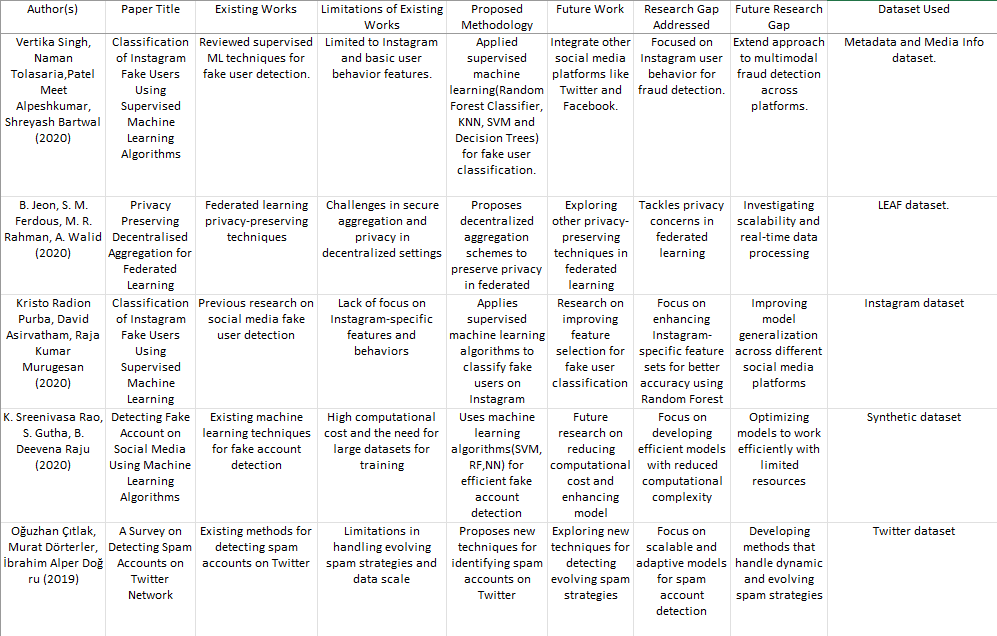 Author(s)
Paper Title
Existing Works
Limitations of Existing
Works
Proposed
Methodology
Future Work
Research Gap
Addressed
Future Research
Gap
Dataset Used
Vertika Singh,
Naman
Tolasaria,Patel
Meet
Alpeshkumar,
Shreyash Bartwal
(2020)
Classification
of Instagram
Fake Users
Using
Supervised
Machine
Learning
Algorithms
Reviewed supervised
ML techniques for
fake user detection.
Limited to Instagram
and basic user
behavior features.
Applied
supervised
machine
learning(Random
Forest Classifier,
KNN, SVM and
Decision Trees)
for fake user
classification.
Integrate other
social media
platforms like
Twitter and
Facebook.
Focused on
Instagram user
behavior for
fraud detection.
Extend approach
to multimodal
fraud detection
across
platforms.
Metadata and Media Info
dataset.
B. Jeon, S. M.
Ferdous, M. R.
Rahman, A. Walid
(2020)
Privacy
Preserving
Decentralised
Aggregation for
Federated
Learning
Federated learning
privacy-preserving
techniques
Challenges in secure
aggregation and
privacy in
decentralized settings
Proposes
decentralized
aggregation
schemes to
preserve privacy
in federated
Exploring
other privacy-
preserving
techniques in
federated
learning
Tackles privacy
concerns in
federated
learning
Investigating
scalability and
real-time data
processing
LEAF dataset.
Kristo Radion
Purba, David
Asirvatham, Raja
Kumar
Murugesan
(2020)
Classification
of Instagram
Fake Users
Using
Supervised
Machine
Learning
Previous research on
social media fake
user detection
Lack of focus on
Instagram-specific
features and
behaviors
Applies
supervised
machine learning
algorithms to
classify fake
users on
Instagram
Research on
improving
feature
selection for
fake user
classification
Focus on
enhancing
Instagram-
specific feature
sets for better
accuracy using
Random Forest
Improving
model
generalization
across different
social media
platforms
Instagram dataset
K. Sreenivasa Rao,
S. Gutha, B.
Deevena Raju
(2020)
Detecting Fake
Account on
Social Media
Using Machine
Learning
Algorithms
Existing machine
learning techniques
for fake account
detection
High computational
cost and the need for
large datasets for
training
Uses machine
learning
algorithms(SVM,
RF,NN) for
efficient fake
account
detection
Future
research on
reducing
computational
cost and
enhancing
model
Focus on
developing
efficient models
with reduced
computational
complexity
Optimizing
models to work
efficiently with
limited
resources
Synthetic dataset
Oğuzhan Çıtlak,
Murat Dörterler,
İbrahim Alper Doğ
ru (2019)
A Survey on
Detecting Spam
Accounts on
Twitter
Network
Existing methods for
detecting spam
accounts on Twitter
Limitations in
handling evolving
spam strategies and
data scale
Proposes new
techniques for
identifying spam
accounts on
Twitter
Exploring new
techniques for
detecting
evolving spam
strategies
Focus on
scalable and
adaptive models
for spam
account
detection
Developing
methods that
handle dynamic
and evolving
spam strategies
Twitter dataset